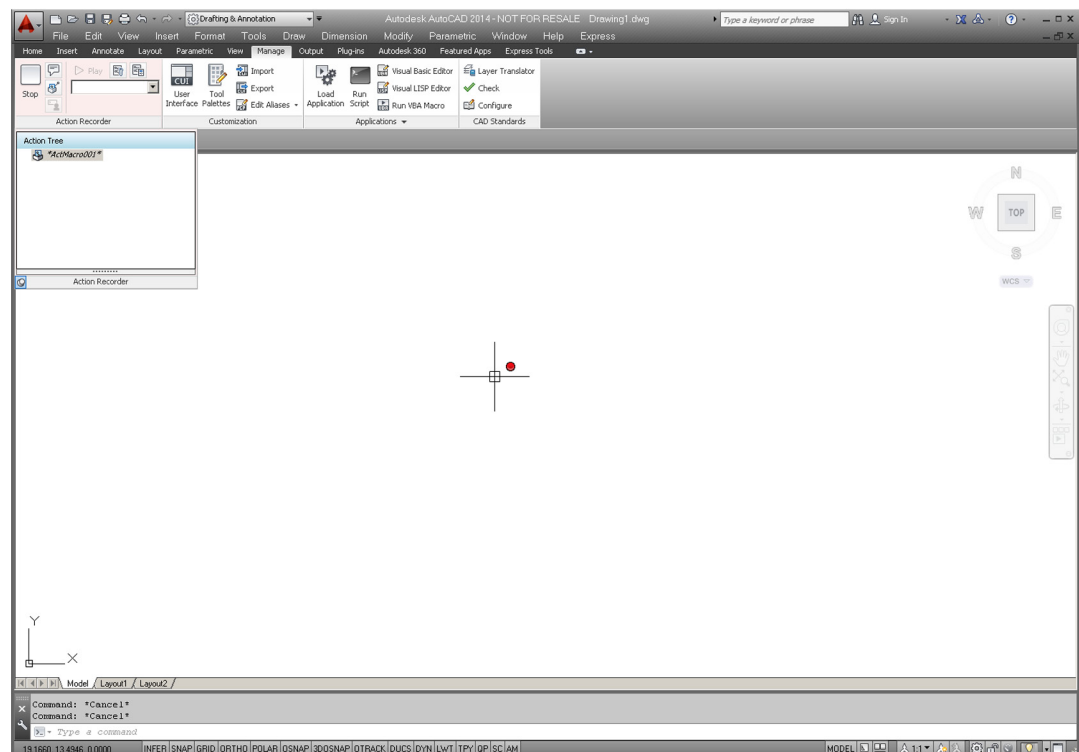 Drafting & Annotation Autodesk AutoCAD 2014 - NOT FOR RESALE Drawing1.dwg Type a keyword or phrase Sign In
File Edit View Insert Format Tools Draw Dimension Modify Parametric Window Help Express
Home Insert Annotate Layout Parametric View Manage Output Plug-ins Autodesk 360 Featured Apps Express Tools
Play Import Visual Basic Editor Layer Translator
CUI
Stop User Interface Tool Palettes Export Load Application Run Script Visual LISP Editor Check
Edit Aliases Run VBA Macro Configure
Action Recorder Customization Applications CAD Standards
Action Tree
*ActMacro001*
Action Recorder
N
W TOP E
S
WCS
Y
X
Model Layout1 Layout2
Command: *Cancel*
Command: *Cancel*
Type a command
19.1660, 13.4946, 0.0000 INFER SNAP GRID ORTHO POLAR OSNAP 3DOSNAP OTRACK DUCS DYN LWT TPY QP SC AM MODEL 1:1